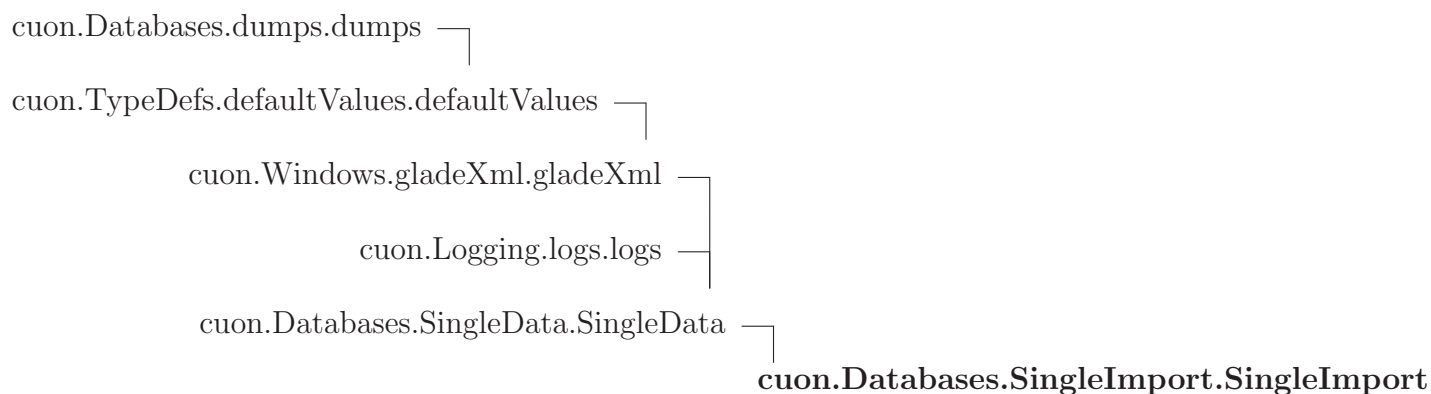 cuon.Databases.dumps.dumps
cuon.TypeDefs.defaultValues.defaultValues
cuon.Windows.gladeXml.gladeXml
cuon.Logging.logs.logs
cuon.Databases.SingleData.SingleData
cuon.Databases.SingleImport.SingleImport